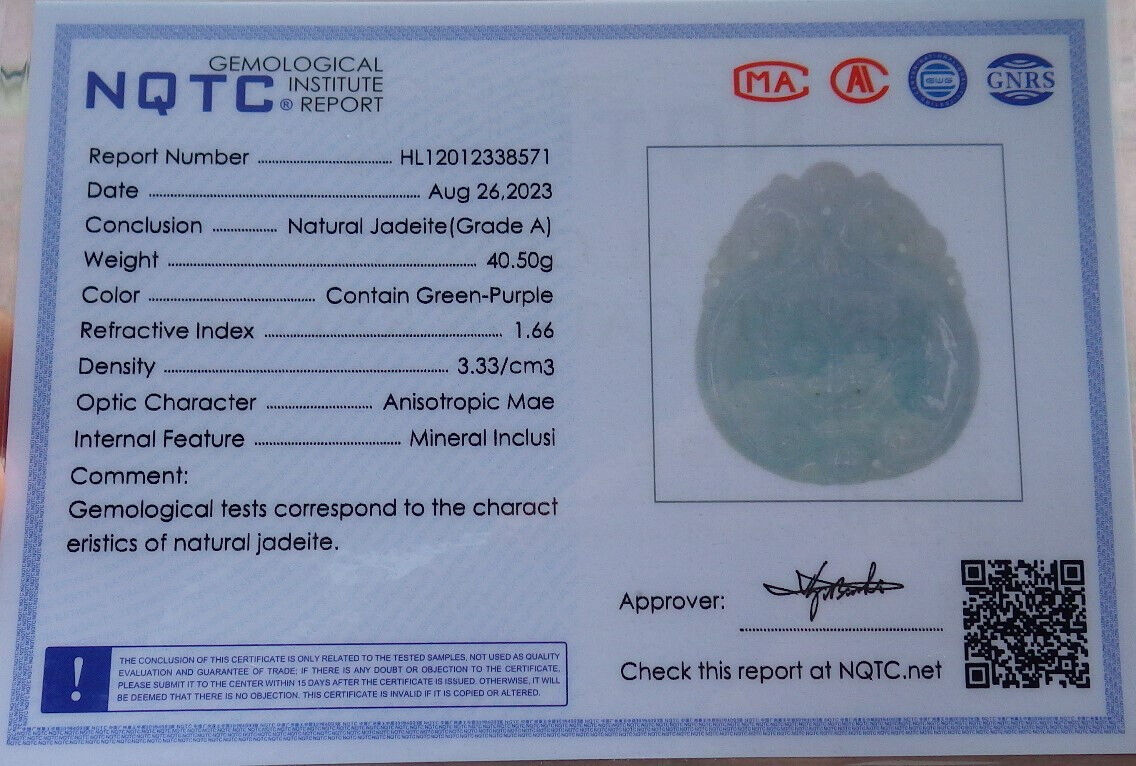 NQTC® GEMOLOGICAL
INSTITUTE
REPORT
MA
GNRS
Report Number ........ HL12012338571
Date ........ Aug 26,2023
Conclusion ........ Natural Jadeite(Grade A)
Weight ........ 40.50g
Color ........ Contain Green-Purple
Refractive Index ........ 1.66
Density ........ 3.33/cm3
Optic Character ........ Anisotropic Mae
Internal Feature ........ Mineral Inclusi
Comment:
Gemological tests correspond to the charact
eristics of natural jadeite.
Approver:
Check this report at NQTC.net
!
THE CONCLUSION OF THIS CERTIFICATE IS ONLY RELATED TO THE TESTED SAMPLES, NOT USED AS QUALITY
EVALUATION AND GUARANTEE OF TRADE; IF THERE IS ANY DOUBT OR OBJECTION TO THE CERTIFICATE,
PLEASE SUBMIT IT TO THE CENTER WITHIN 15 DAYS AFTER THE CERTIFICATE IS ISSUED. OTHERWISE, IT WILL
BE DEEMED THAT THERE IS NO OBJECTION. THIS CERTIFICATE IS INVALID IF IT IS COPIED OR ALTERED.